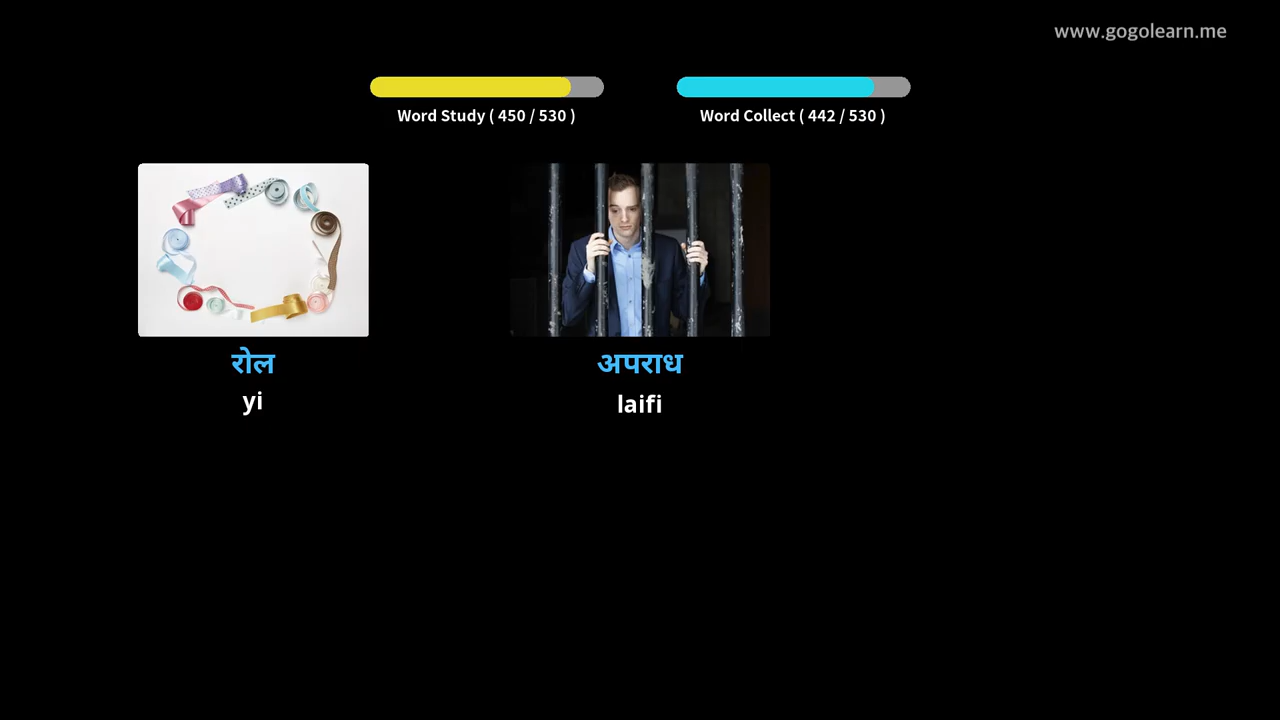 www.gogolearn.me
Word Study ( 450 / 530 )
Word Collect ( 442 / 530 )
रोल
yi
अपराध
laifi